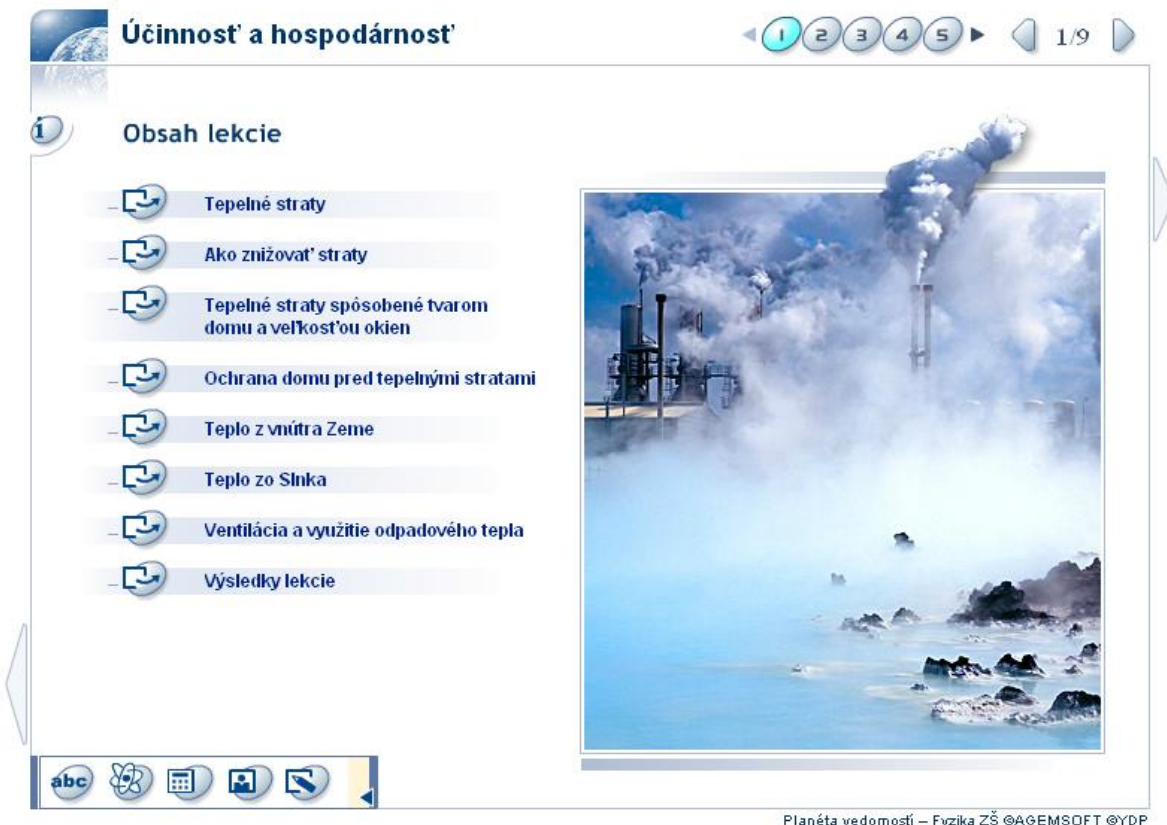 Účinnosť a hospodárnosť
1 2 3 4 5
1/9
i
Obsah lekcie
Tepelné straty
Ako znižovať straty
Tepelné straty spôsobené tvarom
domu a veľkosťou okien
Ochrana domu pred tepelnými stratami
Teplo z vnútra Zeme
Teplo zo Slnka
Ventilácia a využitie odpadového tepla
Výsledky lekcie
abc
Planéta vedomostí – Fyzika ZŠ ©AGEMSOFT ©YDP